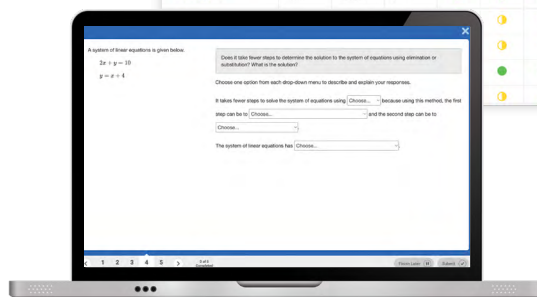 A system of linear equations is given below.
2x + y = 10
y = x + 4
Does it take fewer steps to determine the solution to the system of equations using elimination or
substitution? What is the solution?
Choose one option from each drop-down menu to describe and explain your responses.
It takes fewer steps to solve the system of equations using Choose... because using this method, the first
step can be to Choose... and the second step can be to
Choose... .
The system of linear equations has Choose... .
1 2 3 4 5
Completed
Finish Later
Submit